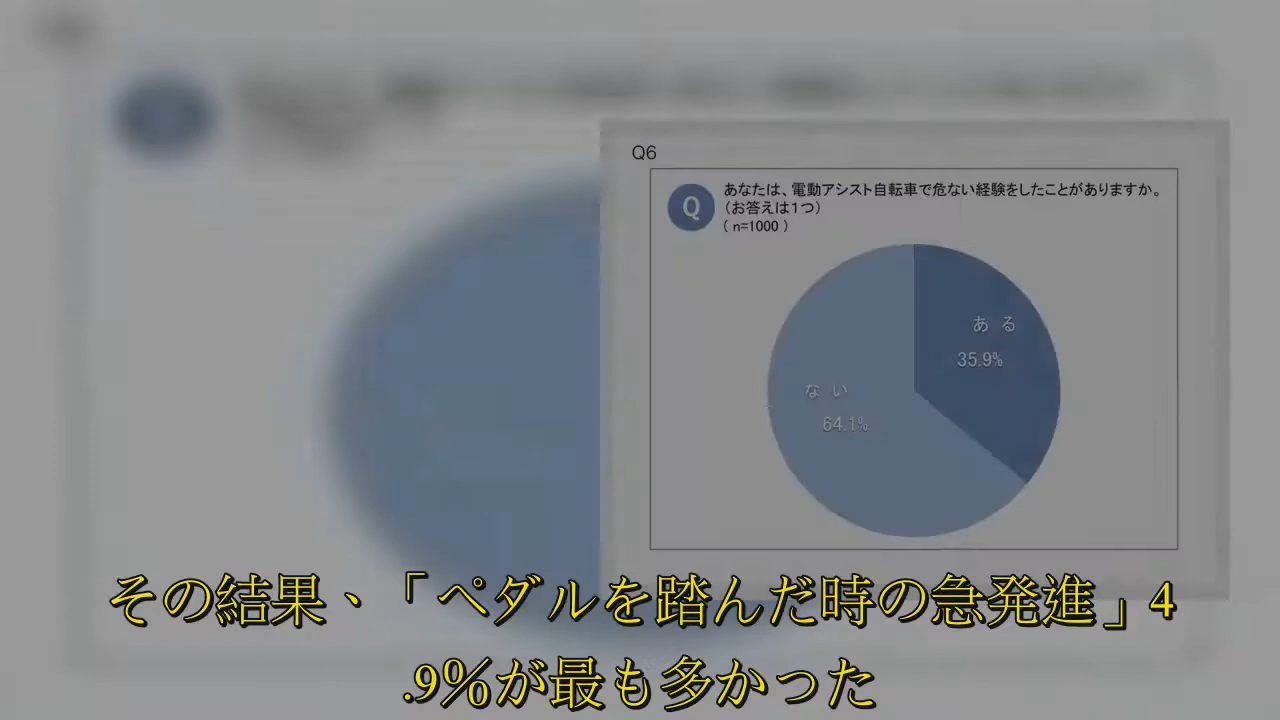 Q6
Q
あなたは、電動アシスト自転車で危ない経験をしたことがありますか。
（お答えは1つ）
( n=1000 )
ある
35.9%
ない
64.1%
その結果、「ペダルを踏んだ時の急発進」4
.9%が最も多かった